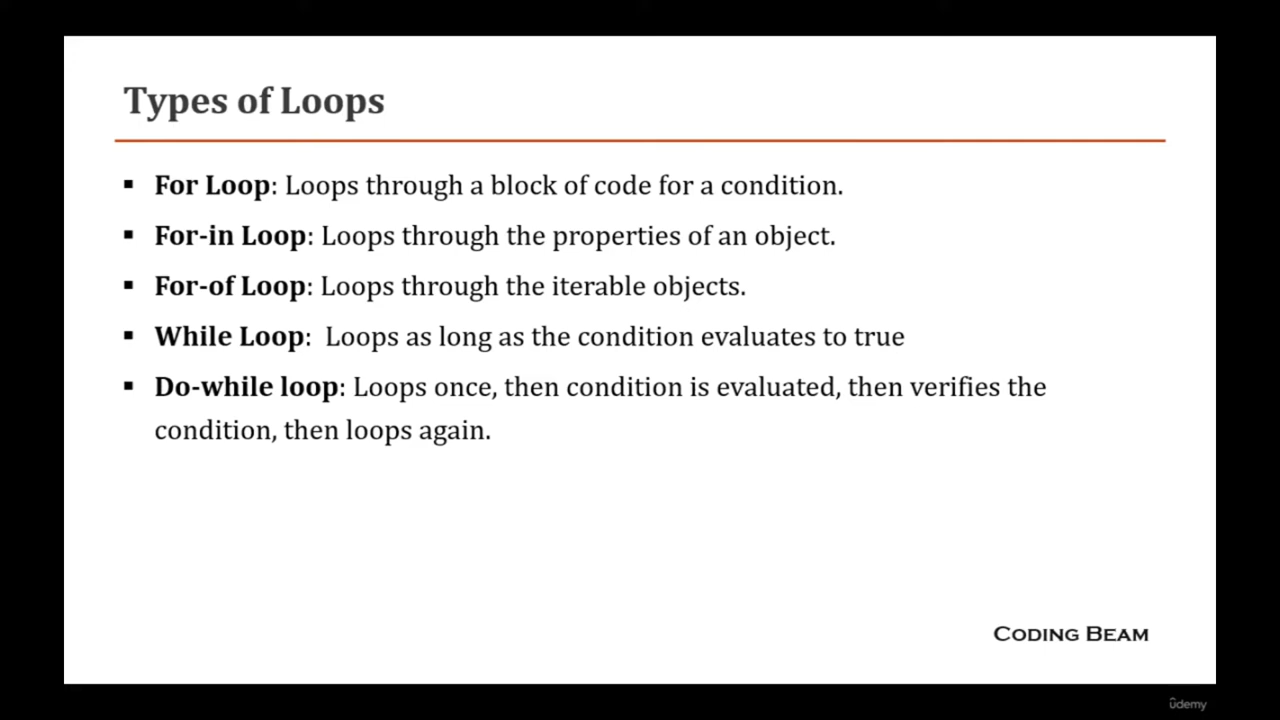 Types of Loops
▪ For Loop: Loops through a block of code for a condition.
▪ For-in Loop: Loops through the properties of an object.
▪ For-of Loop: Loops through the iterable objects.
▪ While Loop:  Loops as long as the condition evaluates to true
▪ Do-while loop: Loops once, then condition is evaluated, then verifies the
condition, then loops again.
CODING BEAM
ûdemy